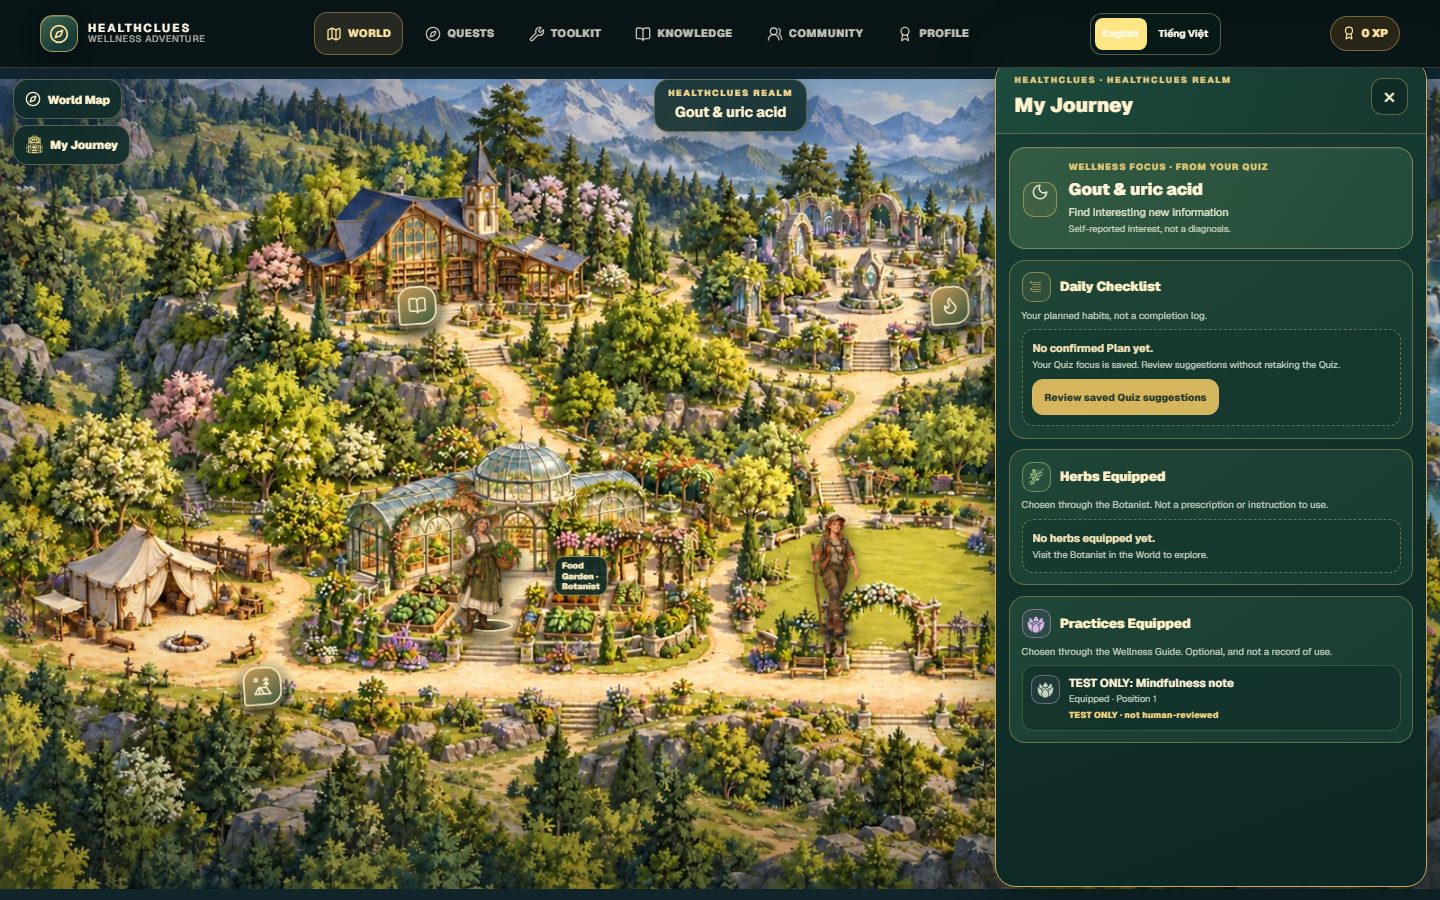 HEALTHCLUES
WELLNESS ADVENTURE
WORLD
QUESTS
TOOLKIT
KNOWLEDGE
COMMUNITY
PROFILE
English
Tiếng Việt
0 XP
World Map
My Journey
HEALTHCLUES REALM
Gout & uric acid
Food
Garden ·
Botanist
HEALTHCLUES · HEALTHCLUES REALM
My Journey
WELLNESS FOCUS · FROM YOUR QUIZ
Gout & uric acid
Find interesting new information
Self-reported interest, not a diagnosis.
Daily Checklist
Your planned habits, not a completion log.
No confirmed Plan yet.
Your Quiz focus is saved. Review suggestions without retaking the Quiz.
Review saved Quiz suggestions
Herbs Equipped
Chosen through the Botanist. Not a prescription or instruction to use.
No herbs equipped yet.
Visit the Botanist in the World to explore.
Practices Equipped
Chosen through the Wellness Guide. Optional, and not a record of use.
TEST ONLY: Mindfulness note
Equipped · Position 1
TEST ONLY · not human-reviewed